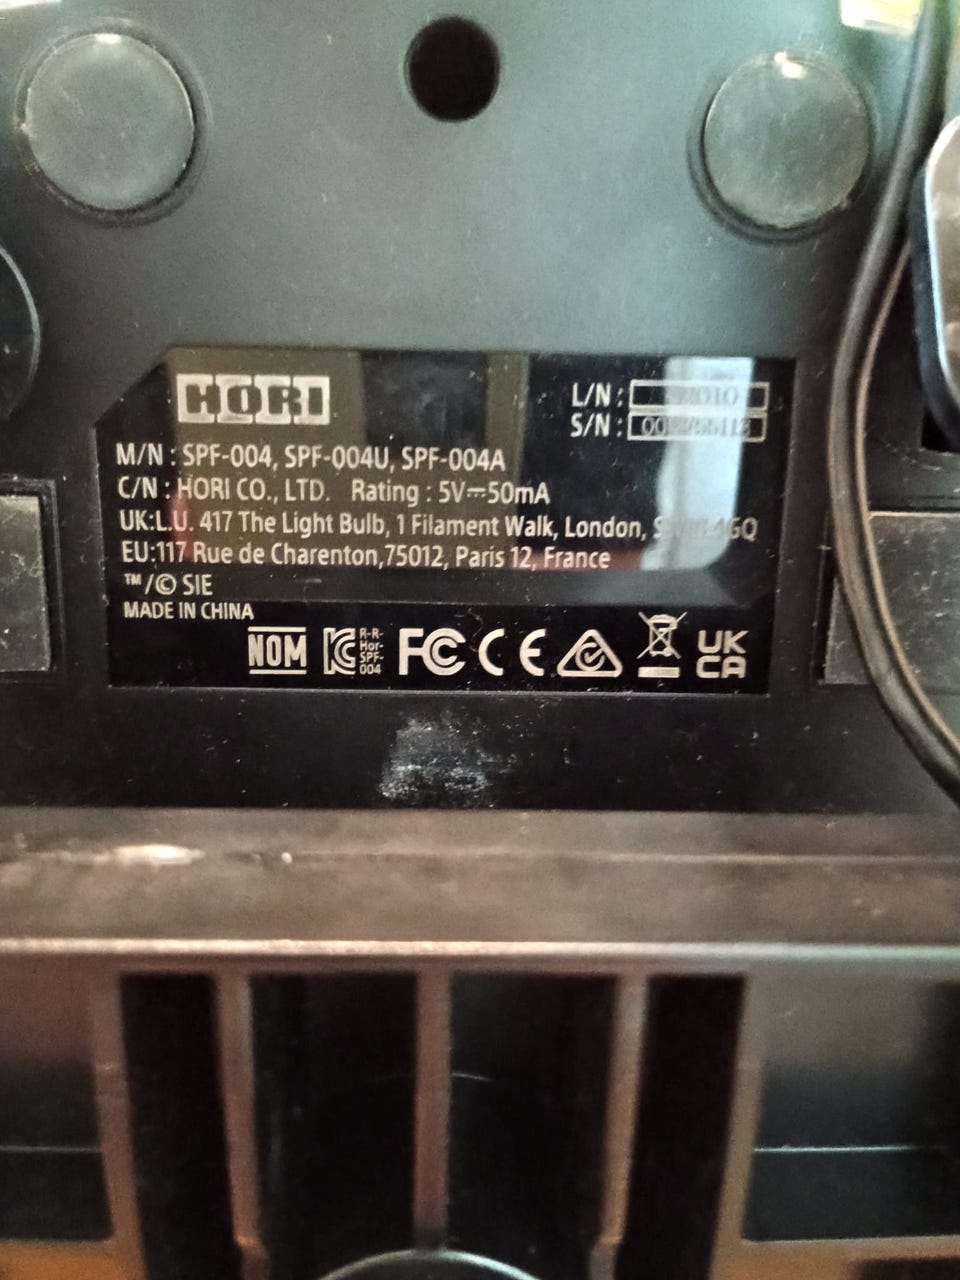 HORI
L/N :
S/N :
M/N : SPF-004, SPF-004U, SPF-004A
C/N : HORI CO., LTD. Rating : 5V⎓50mA
UK:L.U. 417 The Light Bulb, 1 Filament Walk, London,
EU:117 Rue de Charenton,75012, Paris 12, France
™/© SIE
MADE IN CHINA
NOM KC R-R-Hor-SPF-004 FC CE UK CA